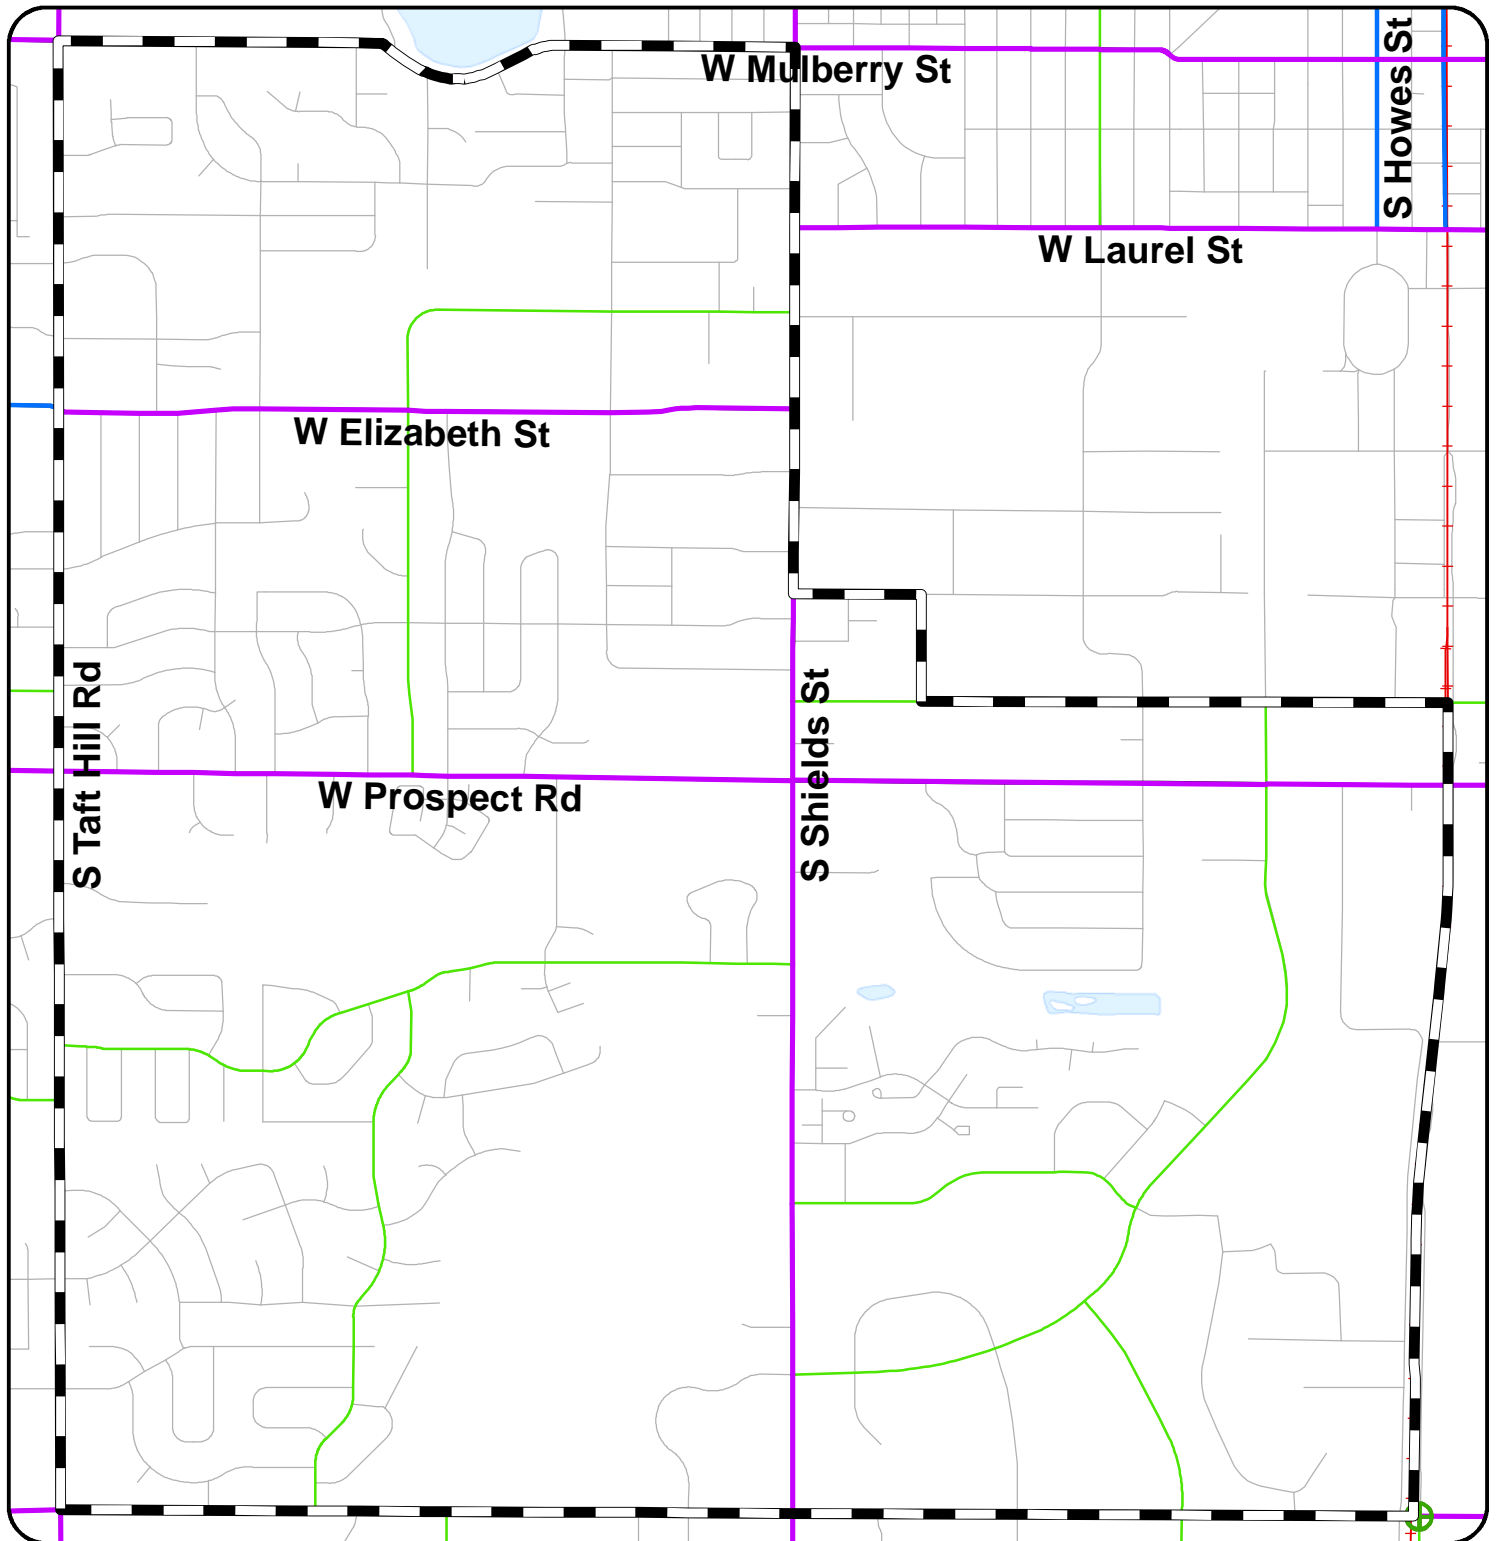 S Howes St
W Mulberry St
W Laurel St
W Elizabeth St
S Taft Hill Rd
S Shields St
W Prospect Rd